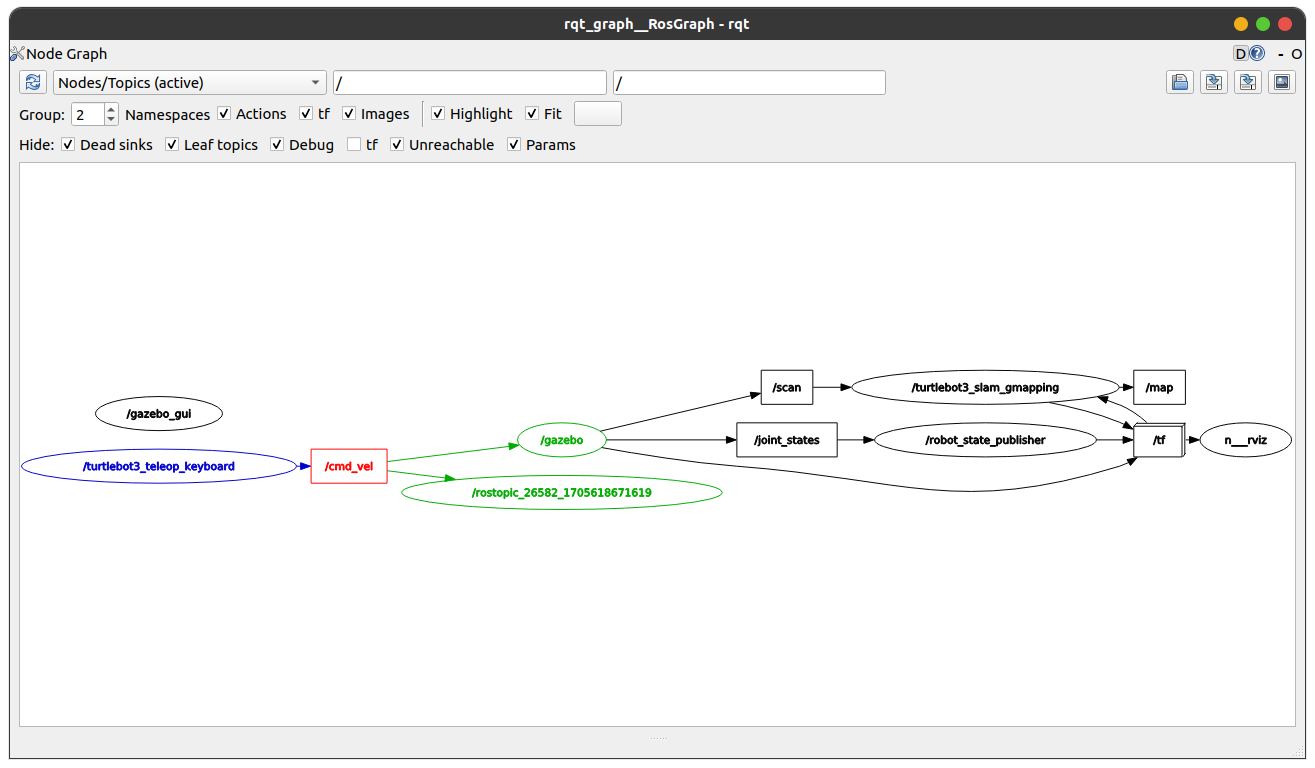 rqt_graph__RosGraph - rqt
Node Graph
D
- O
Nodes/Topics (active)
/
/
Group: 2 Namespaces Actions tf Images Highlight Fit
Hide: Dead sinks Leaf topics Debug tf Unreachable Params
/gazebo_gui
/turtlebot3_teleop_keyboard
/cmd_vel
/gazebo
/rostopic_26582_1705618671619
/scan
/turtlebot3_slam_gmapping
/map
/joint_states
/robot_state_publisher
/tf
n___rviz